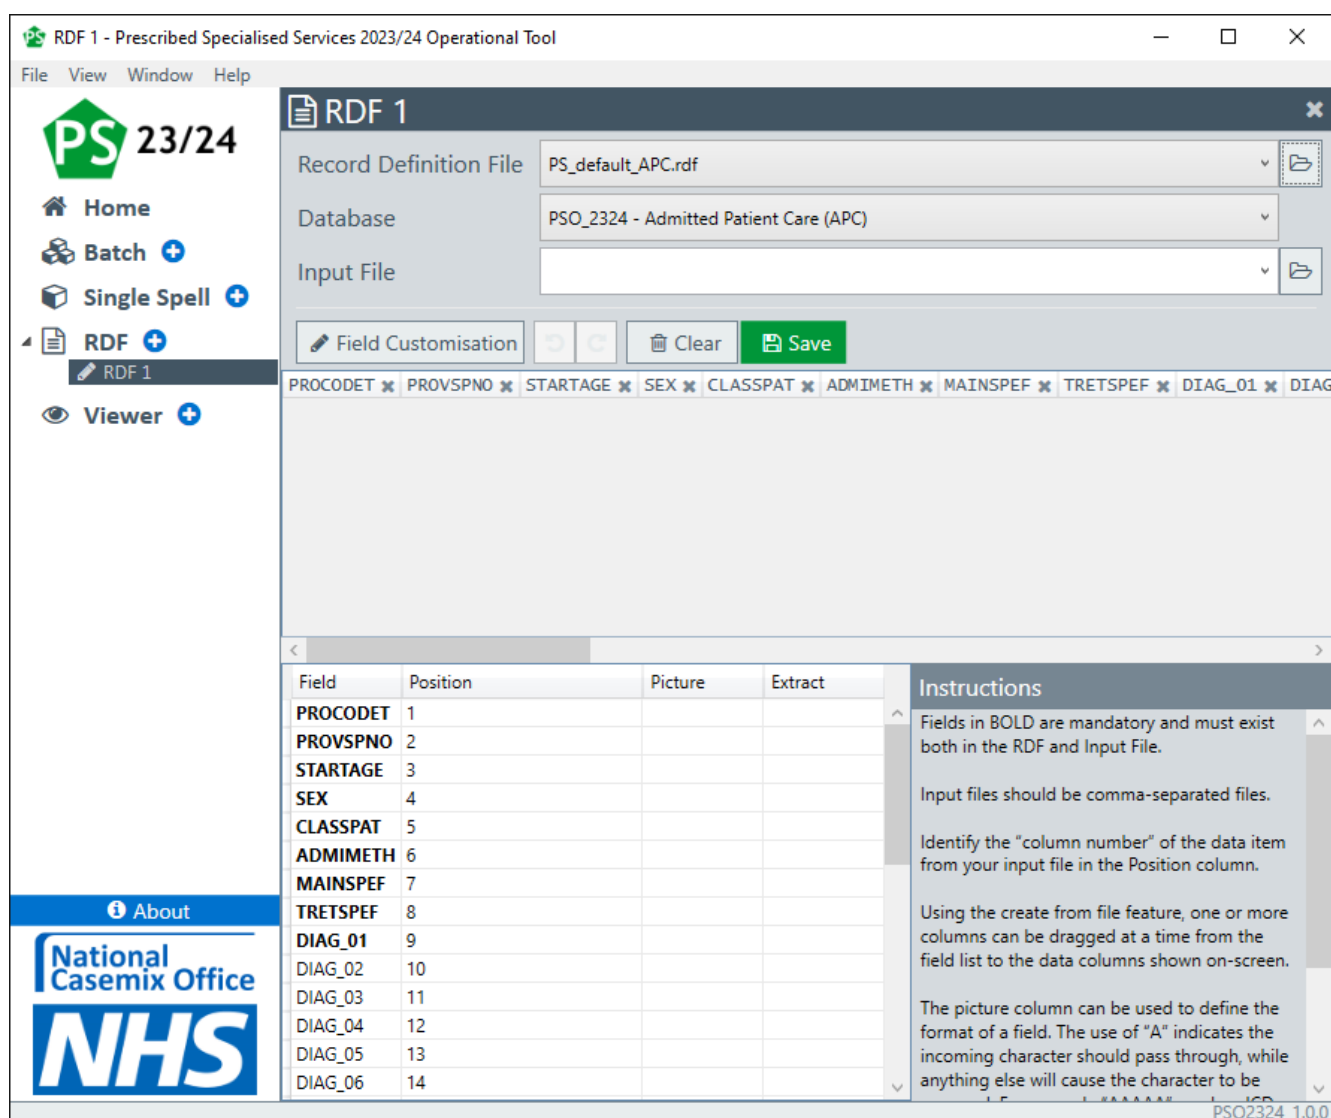 RDF 1 - Prescribed Specialised Services 2023/24 Operational Tool
File View Window Help
PS 23/24
Home
Batch
Single Spell
RDF
RDF 1
Viewer
About
National
Casemix Office
NHS
RDF 1
Record Definition File PS_default_APC.rdf
Database PSO_2324 - Admitted Patient Care (APC)
Input File
Field Customisation Clear Save
PROCODET PROVSPNO STARTAGE SEX CLASSPAT ADMIMETH MAINSPEF TRETSPEF DIAG_01 DIAG
Field Position Picture Extract
PROCODET 1
PROVSPNO 2
STARTAGE 3
SEX 4
CLASSPAT 5
ADMIMETH 6
MAINSPEF 7
TRETSPEF 8
DIAG_01 9
DIAG_02 10
DIAG_03 11
DIAG_04 12
DIAG_05 13
DIAG_06 14
Instructions
Fields in BOLD are mandatory and must exist
both in the RDF and Input File.
Input files should be comma-separated files.
Identify the “column number” of the data item
from your input file in the Position column.
Using the create from file feature, one or more
columns can be dragged at a time from the
field list to the data columns shown on-screen.
The picture column can be used to define the
format of a field. The use of “A” indicates the
incoming character should pass through, while
anything else will cause the character to be
PSO2324 1.0.0